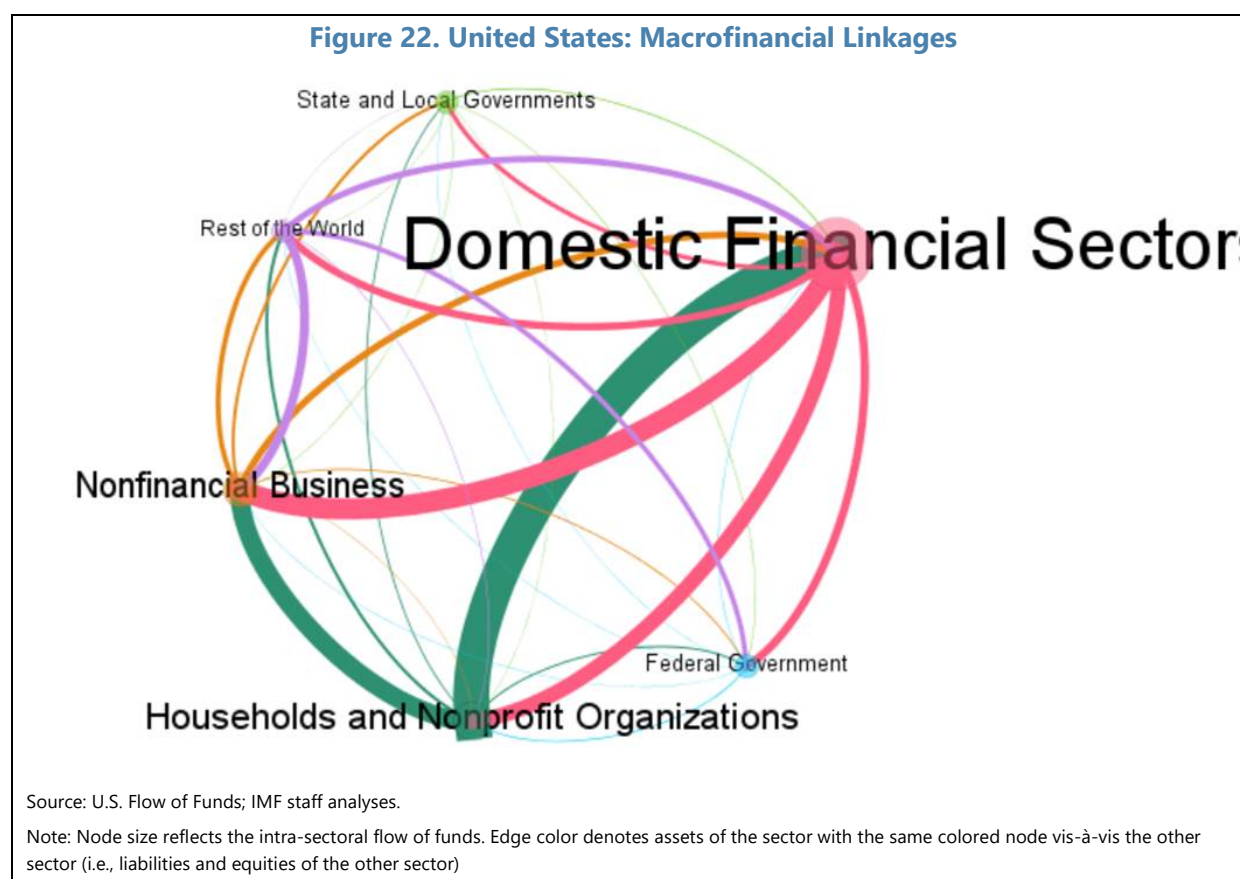 Figure 22. United States: Macrofinancial Linkages
State and Local Governments
Rest of the World
Domestic Financial Sectors
Nonfinancial Business
Federal Government
Households and Nonprofit Organizations
Source: U.S. Flow of Funds; IMF staff analyses.
Note: Node size reflects the intra-sectoral flow of funds. Edge color denotes assets of the sector with the same colored node vis-à-vis the other
sector (i.e., liabilities and equities of the other sector)